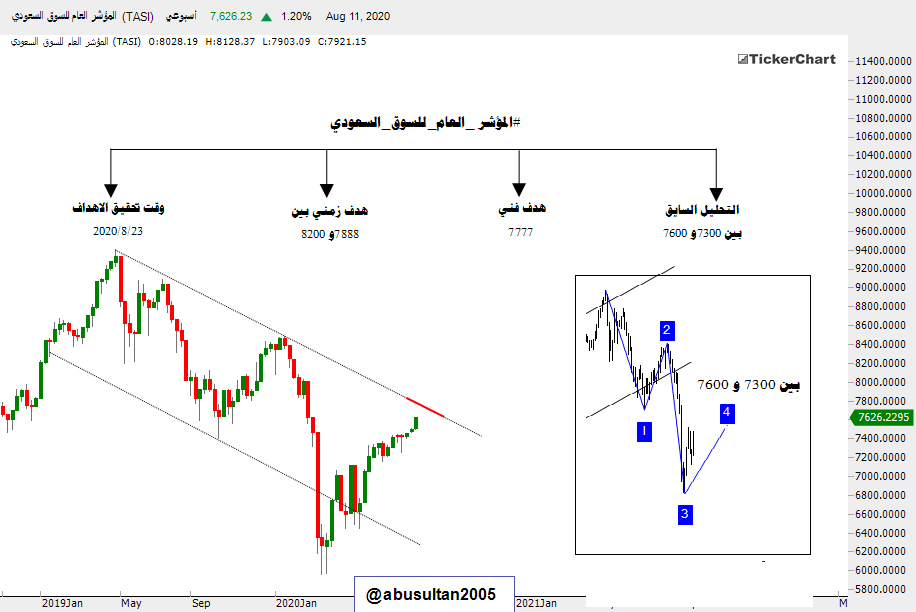 المؤشر العام للسوق السعودي (TASI) أسبوعي 7,626.23 ▲ 1.20% Aug 11, 2020
المؤشر العام للسوق السعودي (TASI) O:8028.19 H:8128.37 L:7903.09 C:7921.15
TickerChart
#المؤشر_العام_للسوق_السعودي
التحليل السابق
بين 7300و 7600
هدف فني
7777
هدف زمني بين
7888و 8200
وقت تحقيق الاهداف
2020/8/23
2
بين 7300 و 7600
4
1
3
11400.0000
11200.0000
11000.0000
10800.0000
10600.0000
10400.0000
10200.0000
10000.0000
9800.0000
9600.0000
9400.0000
9200.0000
9000.0000
8800.0000
8600.0000
8400.0000
8200.0000
8000.0000
7800.0000
7626.2295
7400.0000
7200.0000
7000.0000
6800.0000
6600.0000
6400.0000
6200.0000
6000.0000
5800.0000
@abusultan2005
2019Jan May Sep 2020Jan 2021Jan M